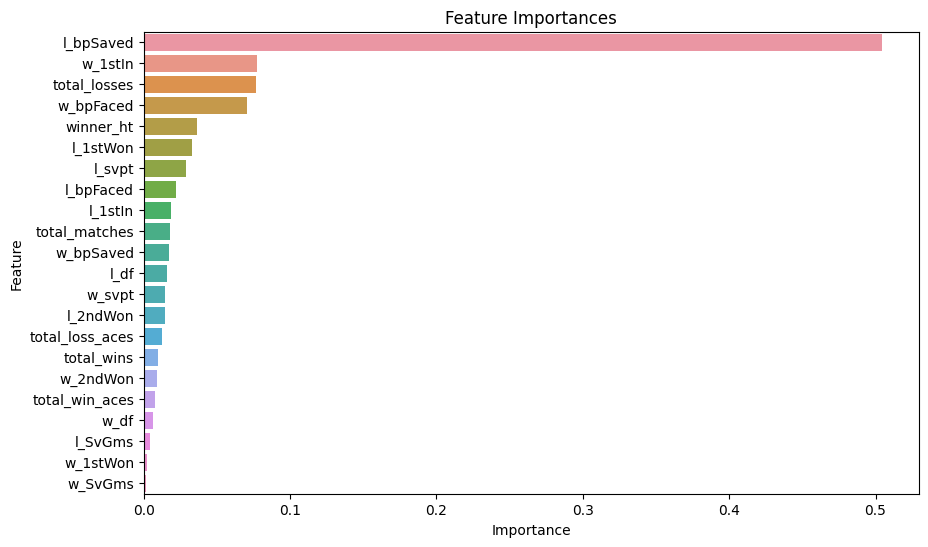 Feature Importances
Feature
l_bpSaved
w_1stIn
total_losses
w_bpFaced
winner_ht
l_1stWon
l_svpt
l_bpFaced
l_1stIn
total_matches
w_bpSaved
l_df
w_svpt
l_2ndWon
total_loss_aces
total_wins
w_2ndWon
total_win_aces
w_df
l_SvGms
w_1stWon
w_SvGms
0.0 0.1 0.2 0.3 0.4 0.5
Importance